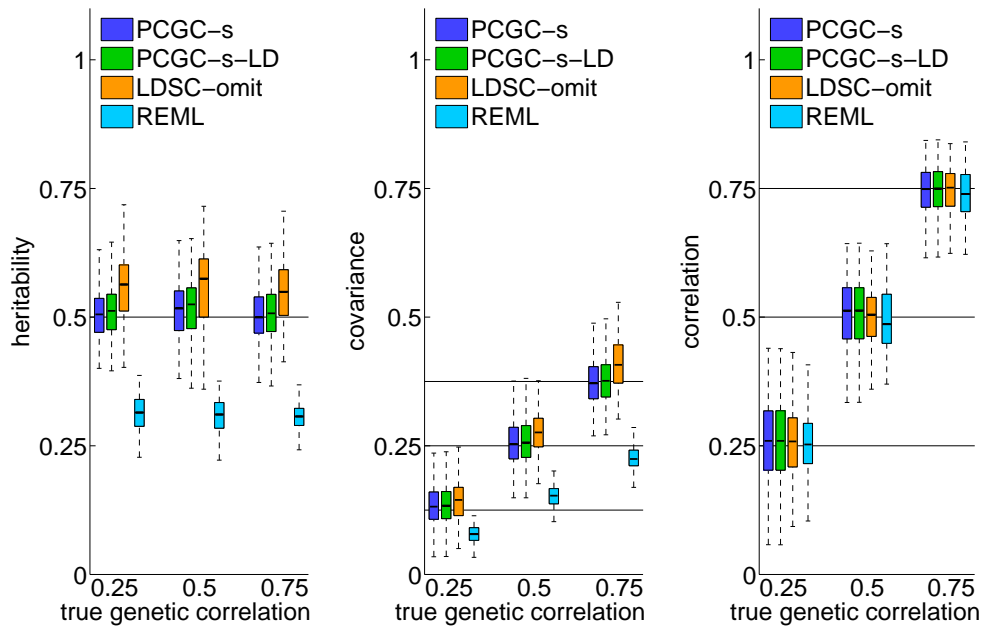 PCGC−s
PCGC−s−LD
LDSC−omit
REML
1
0.75
0.5
0.25
0
heritability
0.25 0.5 0.75
true genetic correlation
PCGC−s
PCGC−s−LD
LDSC−omit
REML
1
0.75
0.5
0.25
0
covariance
0.25 0.5 0.75
true genetic correlation
PCGC−s
PCGC−s−LD
LDSC−omit
REML
1
0.75
0.5
0.25
0
correlation
0.25 0.5 0.75
true genetic correlation